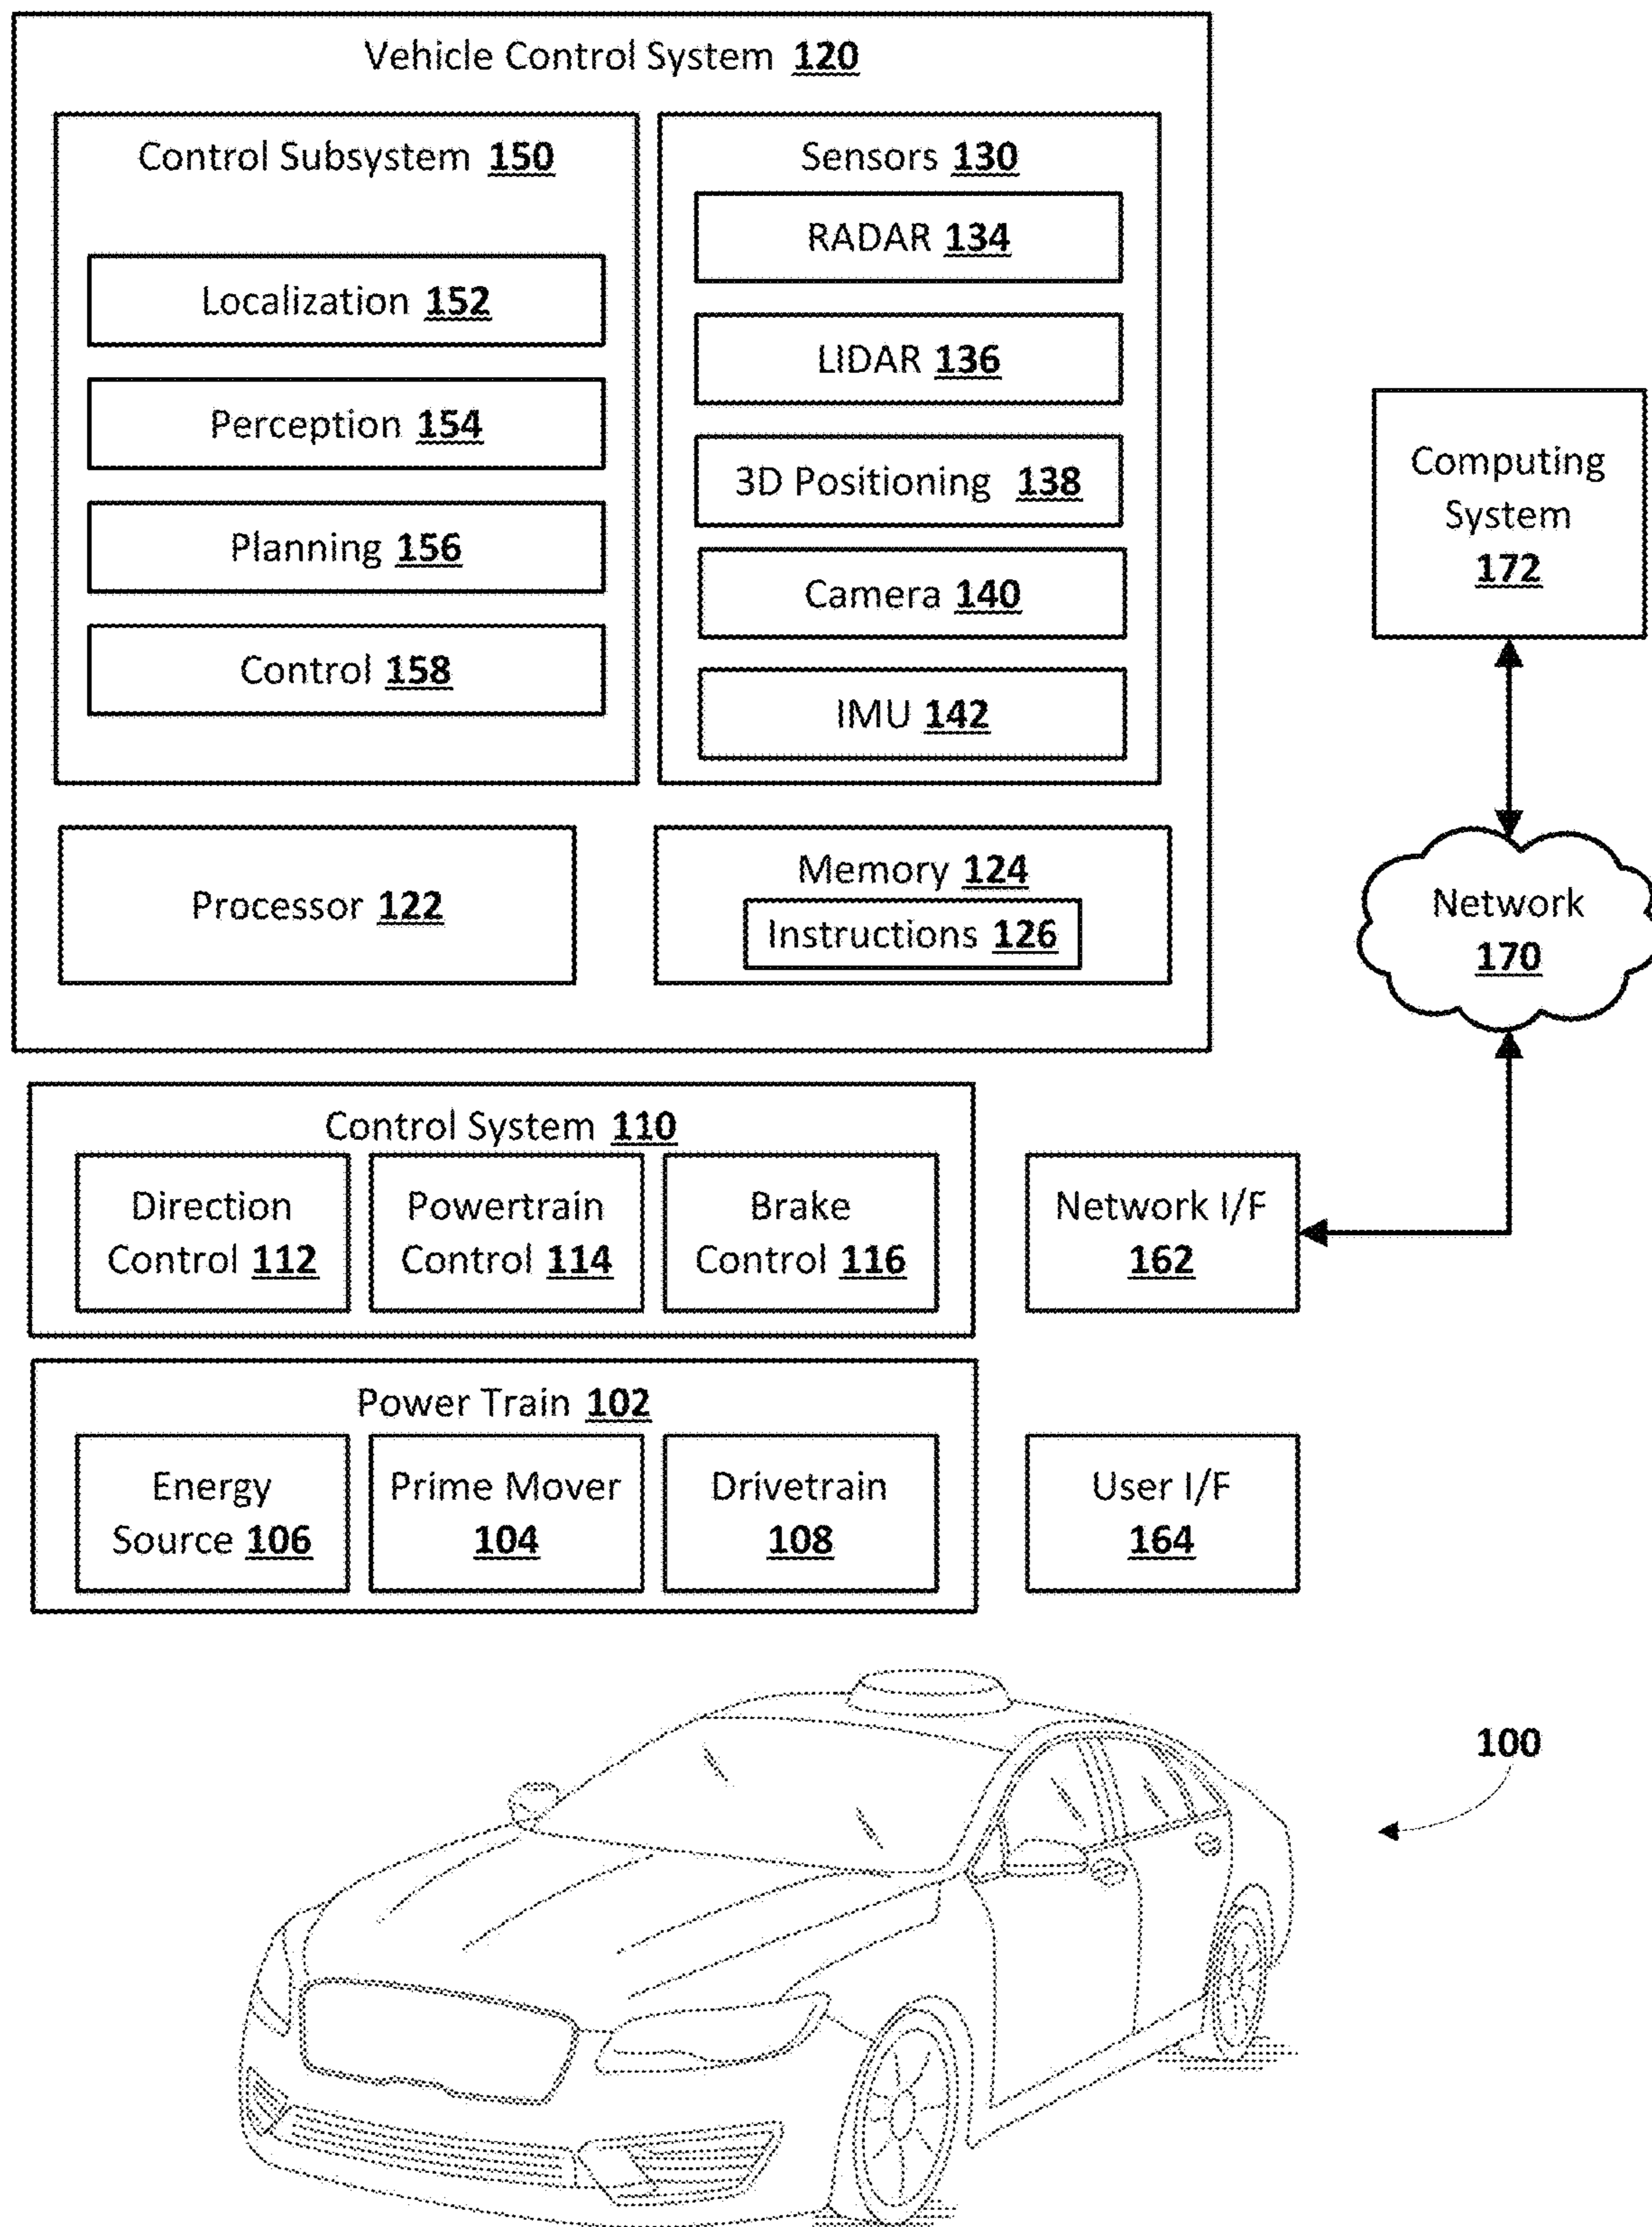 Vehicle Control System 120
Control Subsystem 150
Localization 152
Perception 154
Planning 156
Control 158
Sensors 130
RADAR 134
LIDAR 136
3D Positioning 138
Camera 140
IMU 142
Processor 122
Memory 124
Instructions 126
Computing
System
172
Network
170
Control System 110
Direction
Control 112
Powertrain
Control 114
Brake
Control 116
Network I/F
162
Power Train 102
Energy
Source 106
Prime Mover
104
Drivetrain
108
User I/F
164
100